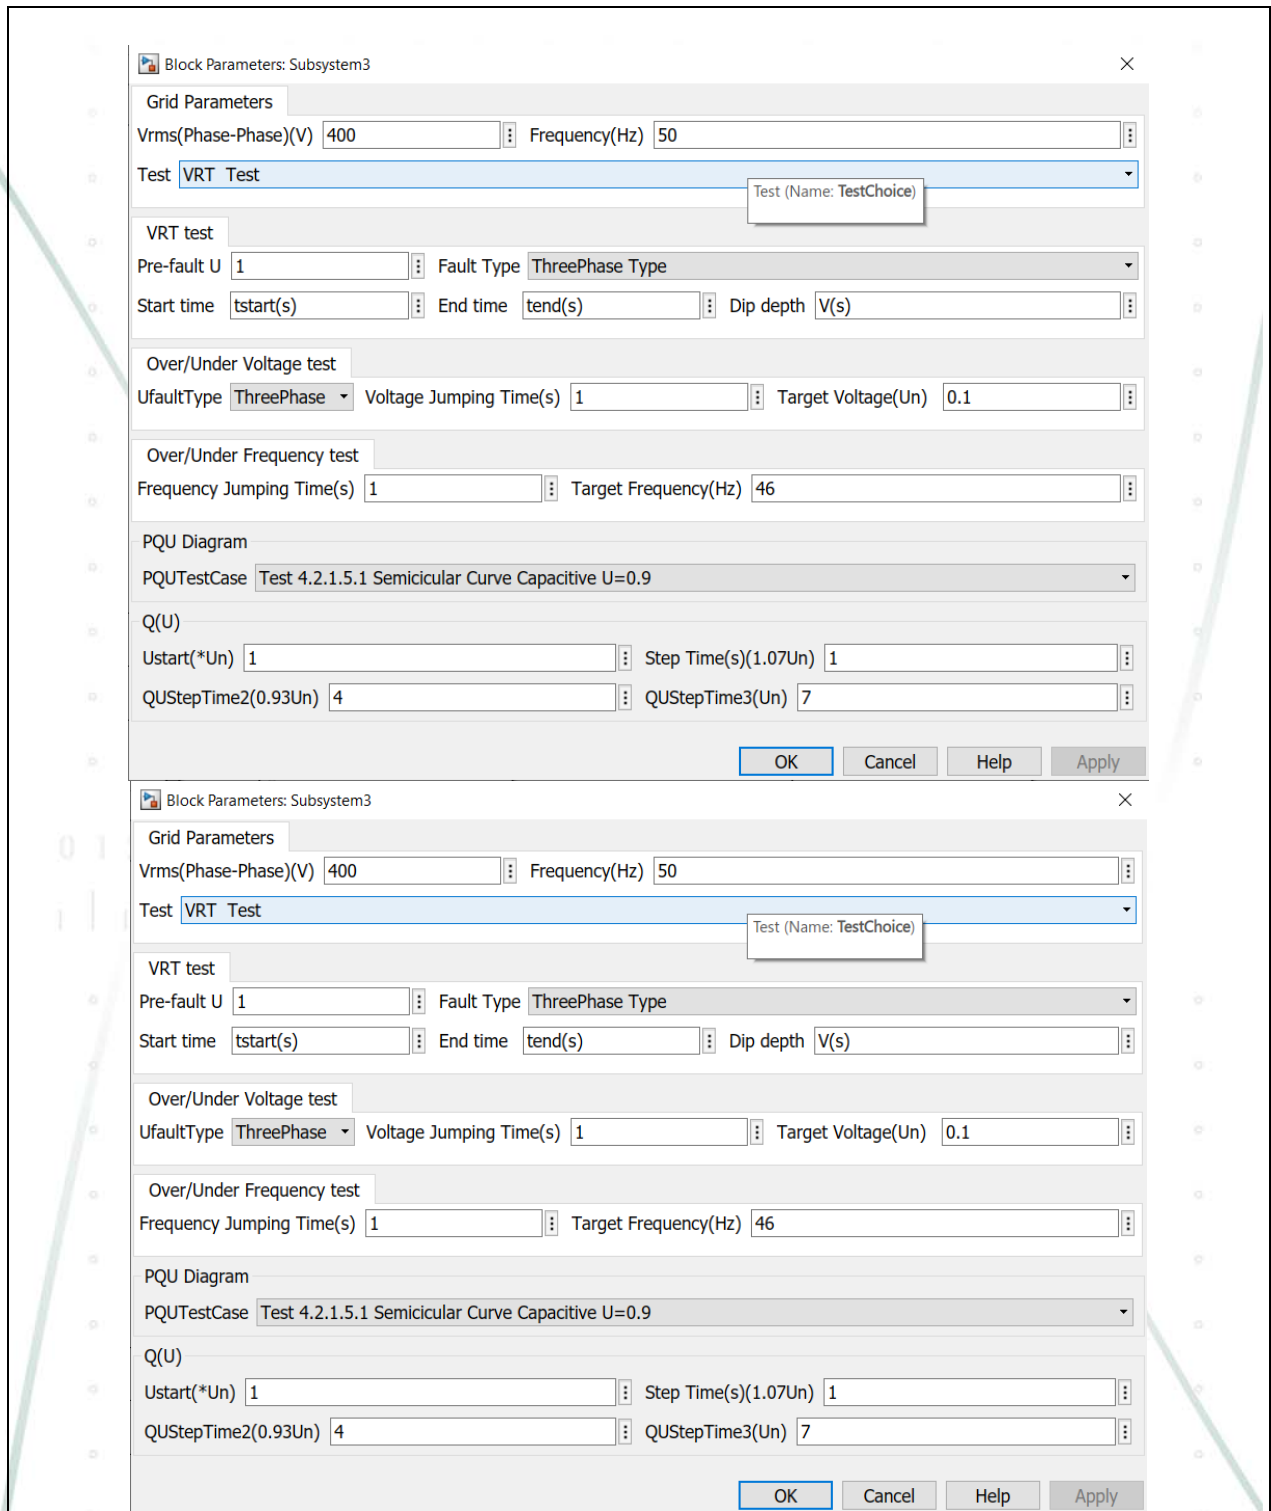 Block Parameters: Subsystem3
Grid Parameters
Vrms(Phase-Phase)(V) 400 Frequency(Hz) 50
Test VRT Test
Test (Name: TestChoice)
VRT test
Pre-fault U 1 Fault Type ThreePhase Type
Start time tstart(s) End time tend(s) Dip depth V(s)
Over/Under Voltage test
UfaultType ThreePhase Voltage Jumping Time(s) 1 Target Voltage(Un) 0.1
Over/Under Frequency test
Frequency Jumping Time(s) 1 Target Frequency(Hz) 46
PQU Diagram
PQUTestCase Test 4.2.1.5.1 Semicicular Curve Capacitive U=0.9
Q(U)
Ustart(*Un) 1 Step Time(s)(1.07Un) 1
QUStepTime2(0.93Un) 4 QUStepTime3(Un) 7
OK Cancel Help Apply
Block Parameters: Subsystem3
Grid Parameters
Vrms(Phase-Phase)(V) 400 Frequency(Hz) 50
Test VRT Test
Test (Name: TestChoice)
VRT test
Pre-fault U 1 Fault Type ThreePhase Type
Start time tstart(s) End time tend(s) Dip depth V(s)
Over/Under Voltage test
UfaultType ThreePhase Voltage Jumping Time(s) 1 Target Voltage(Un) 0.1
Over/Under Frequency test
Frequency Jumping Time(s) 1 Target Frequency(Hz) 46
PQU Diagram
PQUTestCase Test 4.2.1.5.1 Semicicular Curve Capacitive U=0.9
Q(U)
Ustart(*Un) 1 Step Time(s)(1.07Un) 1
QUStepTime2(0.93Un) 4 QUStepTime3(Un) 7
OK Cancel Help Apply